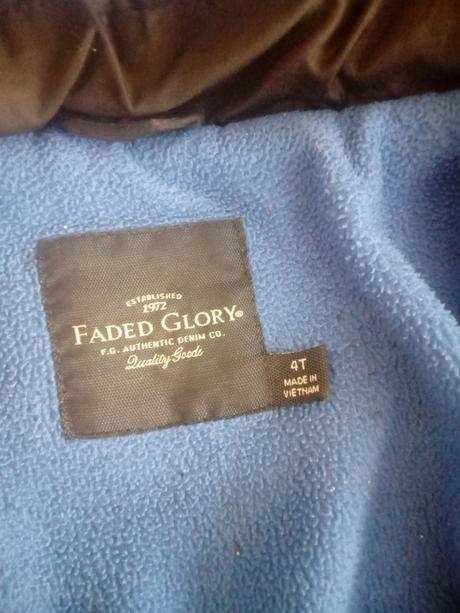 ESTABLISHED
1972
FADED GLORY®
F.G. AUTHENTIC DENIM CO.
Quality Goods
4T
MADE IN
VIETNAM